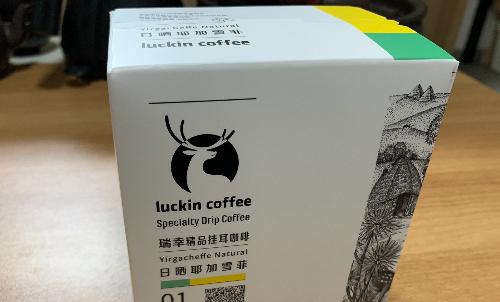 Yirgacheffe Natural
日晒耶加雪菲
luckin coffee
luckin coffee
Specialty Drip Coffee
瑞幸精品挂耳咖啡
Yirgacheffe Natural
日晒耶加雪菲
01